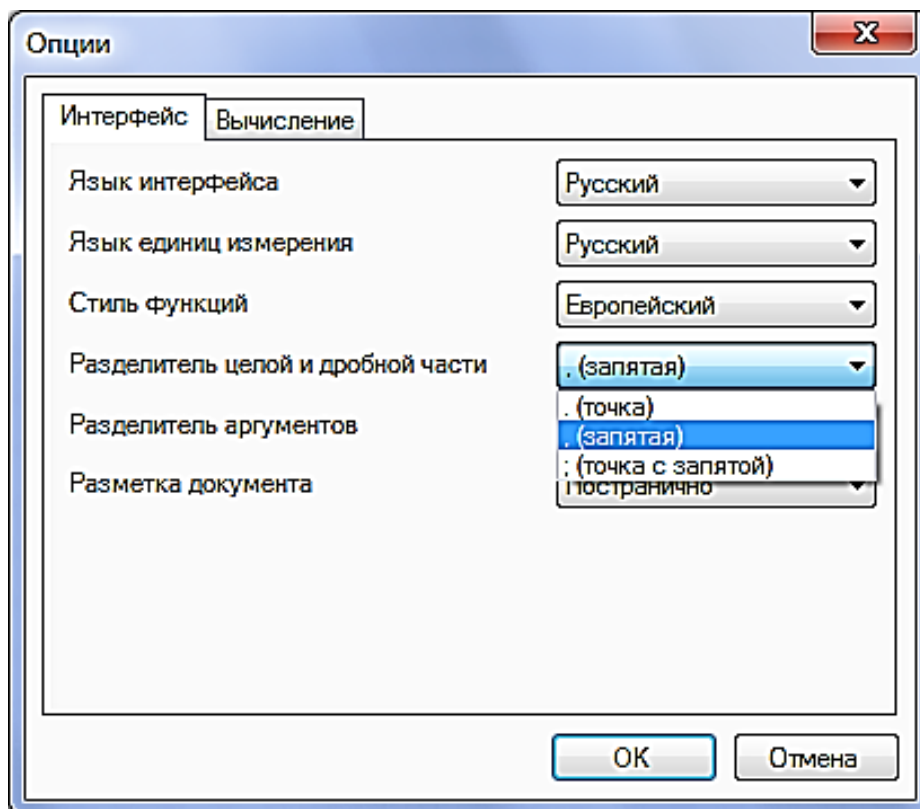 Опции
Интерфейс Вычисление
Язык интерфейса Русский
Язык единиц измерения Русский
Стиль функций Европейский
Разделитель целой и дробной части , (запятая)
. (точка)
Разделитель аргументов , (запятая)
; (точка с запятой)
Разметка документа Постранично
OK Отмена